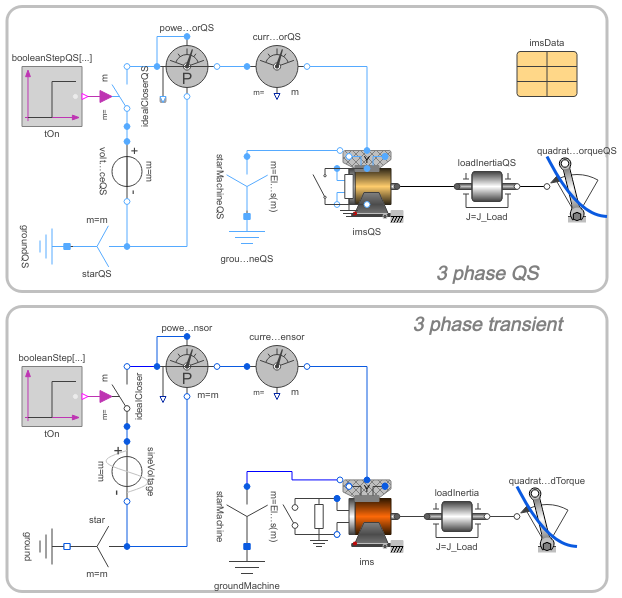 powe...orQS
curr...orQS
imsData
booleanStepQS[...]
m
idealCloserQS
P
m=
m=
m
tOn
volt...ceQS
+
m=m
-
starMachineQS
m=El...s(m)
Y
loadInertiaQS
quadrat...orqueQS
J=J_Load
imsQS
m=m
groundQS
starQS
grou...neQS
3 phase QS
3 phase transient
powe...nsor
curre...ensor
booleanStep[...]
m
idealCloser
P
m=
m=m
m=
m
tOn
+
m=m
-
sineVoltage
starMachine
m=El...s(m)
Y
loadInertia
quadrat...dTorque
J=J_Load
ims
star
ground
m=m
groundMachine